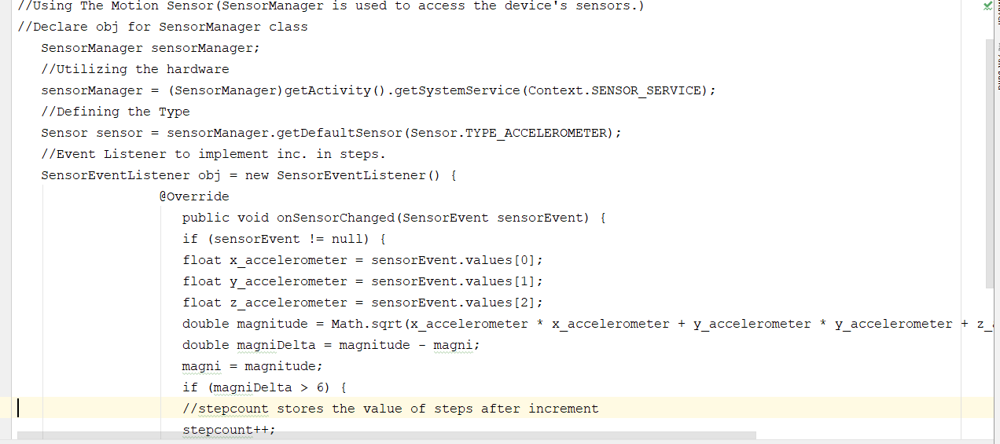 //Using The Motion Sensor(SensorManager is used to access the device's sensors.)
//Declare obj for SensorManager class
SensorManager sensorManager;
//Utilizing the hardware
sensorManager = (SensorManager)getActivity().getSystemService(Context.SENSOR_SERVICE);
//Defining the Type
Sensor sensor = sensorManager.getDefaultSensor(Sensor.TYPE_ACCELEROMETER);
//Event Listener to implement inc. in steps.
SensorEventListener obj = new SensorEventListener() {
@Override
public void onSensorChanged(SensorEvent sensorEvent) {
if (sensorEvent != null) {
float x_accelerometer = sensorEvent.values[0];
float y_accelerometer = sensorEvent.values[1];
float z_accelerometer = sensorEvent.values[2];
double magnitude = Math.sqrt(x_accelerometer * x_accelerometer + y_accelerometer * y_accelerometer + z_
double magniDelta = magnitude - magni;
magni = magnitude;
if (magniDelta > 6) {
//stepcount stores the value of steps after increment
stepcount++;